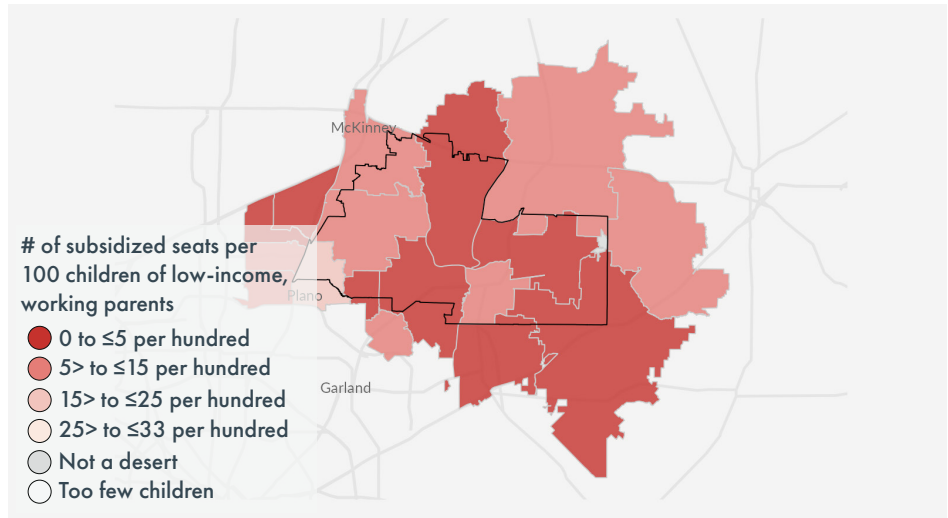 McKinney
# of subsidized seats per
100 children of low-income,
working parents
Plano
0 to ≤5 per hundred
5> to ≤15 per hundred
Garland
15> to ≤25 per hundred
25> to ≤33 per hundred
Not a desert
Too few children